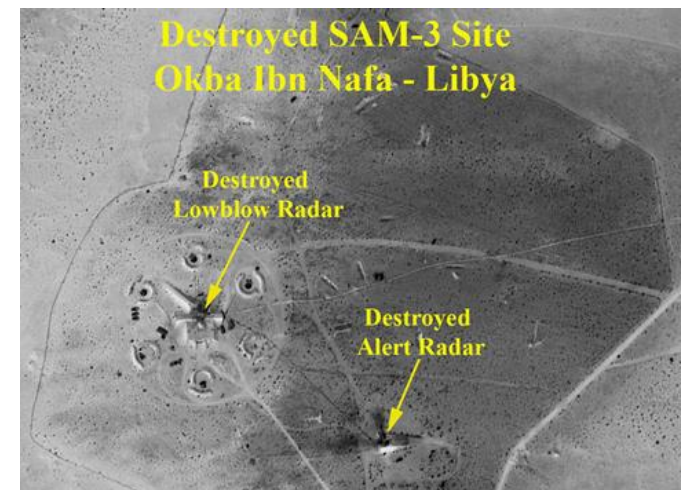 Destroyed SAM-3 Site
Okba Ibn Nafa - Libya
Destroyed
Lowblow Radar
Destroyed
Alert Radar